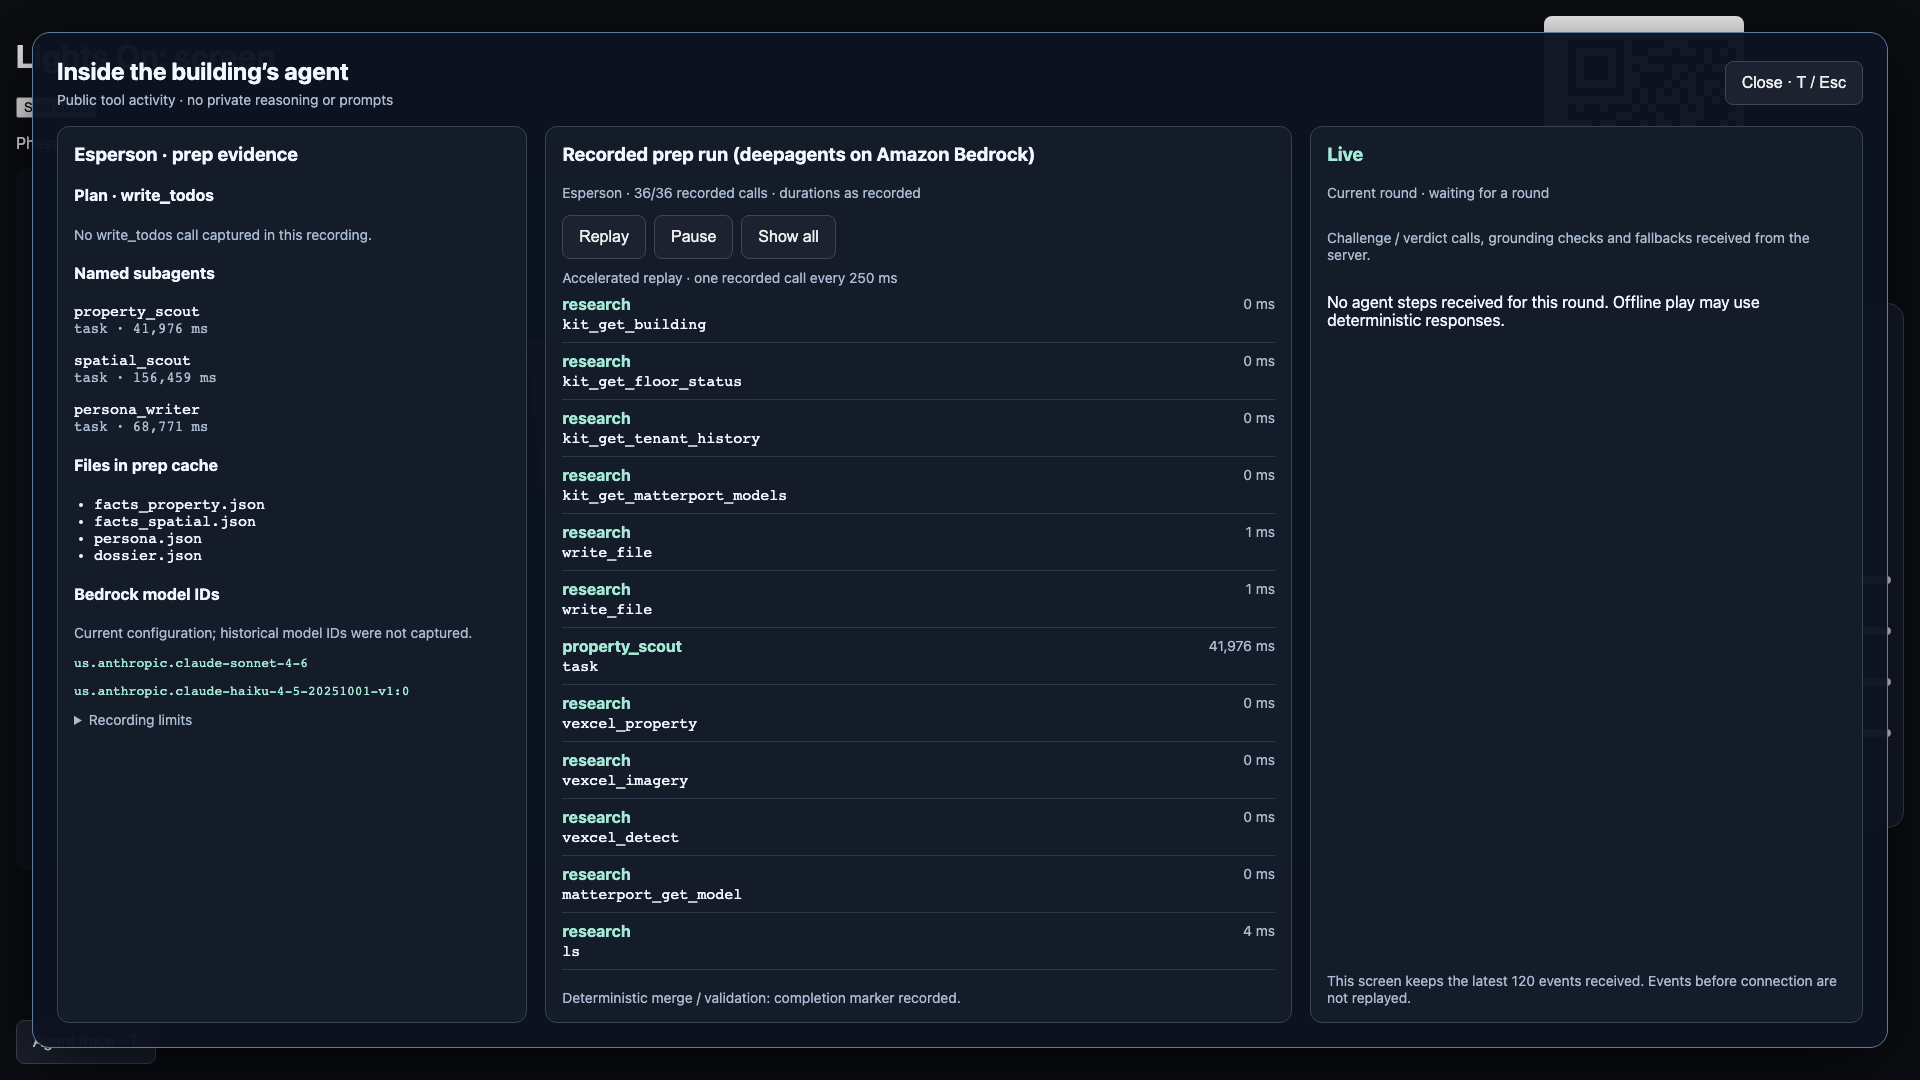 Inside the building’s agent
Public tool activity · no private reasoning or prompts
Close · T / Esc
Esperson · prep evidence
Plan · write_todos
No write_todos call captured in this recording.
Named subagents
property_scout
task · 41,976 ms
spatial_scout
task · 156,459 ms
persona_writer
task · 68,771 ms
Files in prep cache
• facts_property.json
• facts_spatial.json
• persona.json
• dossier.json
Bedrock model IDs
Current configuration; historical model IDs were not captured.
us.anthropic.claude-sonnet-4-6
us.anthropic.claude-haiku-4-5-20251001-v1:0
▶ Recording limits
Recorded prep run (deepagents on Amazon Bedrock)
Esperson · 36/36 recorded calls · durations as recorded
Replay Pause Show all
Accelerated replay · one recorded call every 250 ms
research 0 ms
kit_get_building
research 0 ms
kit_get_floor_status
research 0 ms
kit_get_tenant_history
research 0 ms
kit_get_matterport_models
research 1 ms
write_file
research 1 ms
write_file
property_scout 41,976 ms
task
research 0 ms
vexcel_property
research 0 ms
vexcel_imagery
research 0 ms
vexcel_detect
research 0 ms
matterport_get_model
research 4 ms
ls
Deterministic merge / validation: completion marker recorded.
Live
Current round · waiting for a round
Challenge / verdict calls, grounding checks and fallbacks received from the
server.
No agent steps received for this round. Offline play may use
deterministic responses.
This screen keeps the latest 120 events received. Events before connection are
not replayed.
Lights On: screen
Agent trace · T